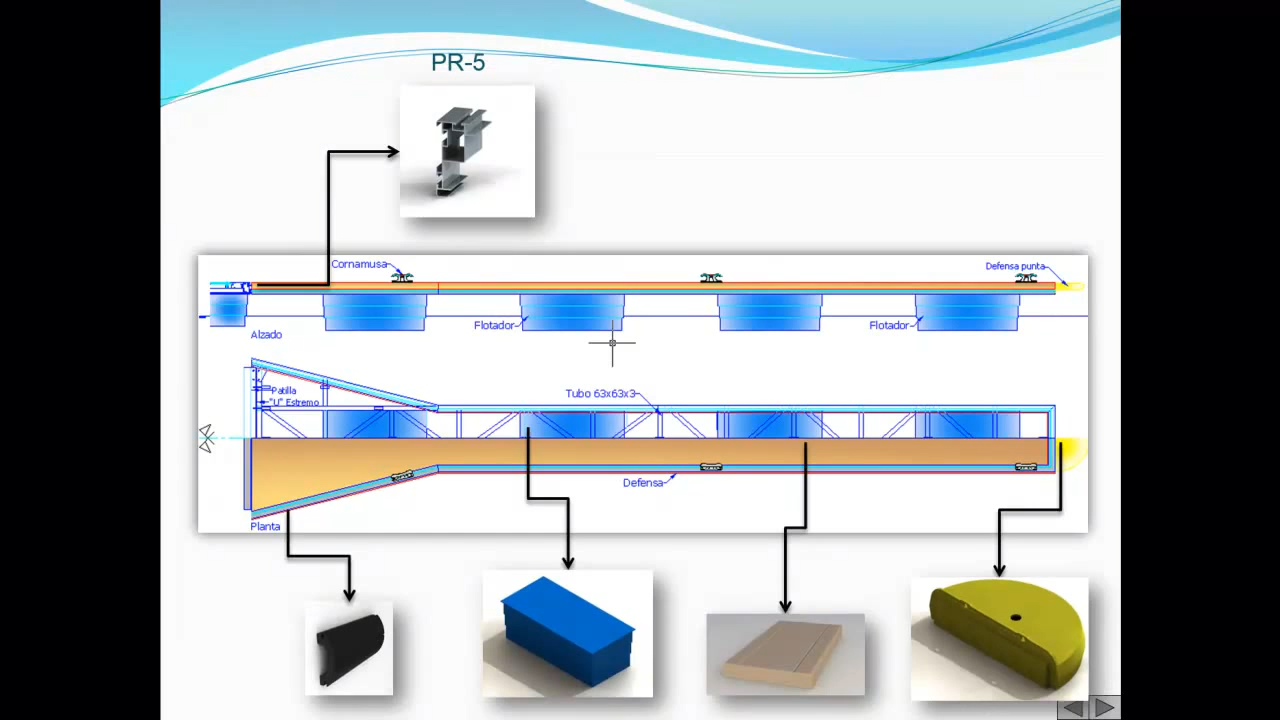 PR-5
Cornamusa
Defensa punta
Flotador
Flotador
Alzado
Patilla
"U" Estremo
Tubo 63x63x3
Defensa
Planta